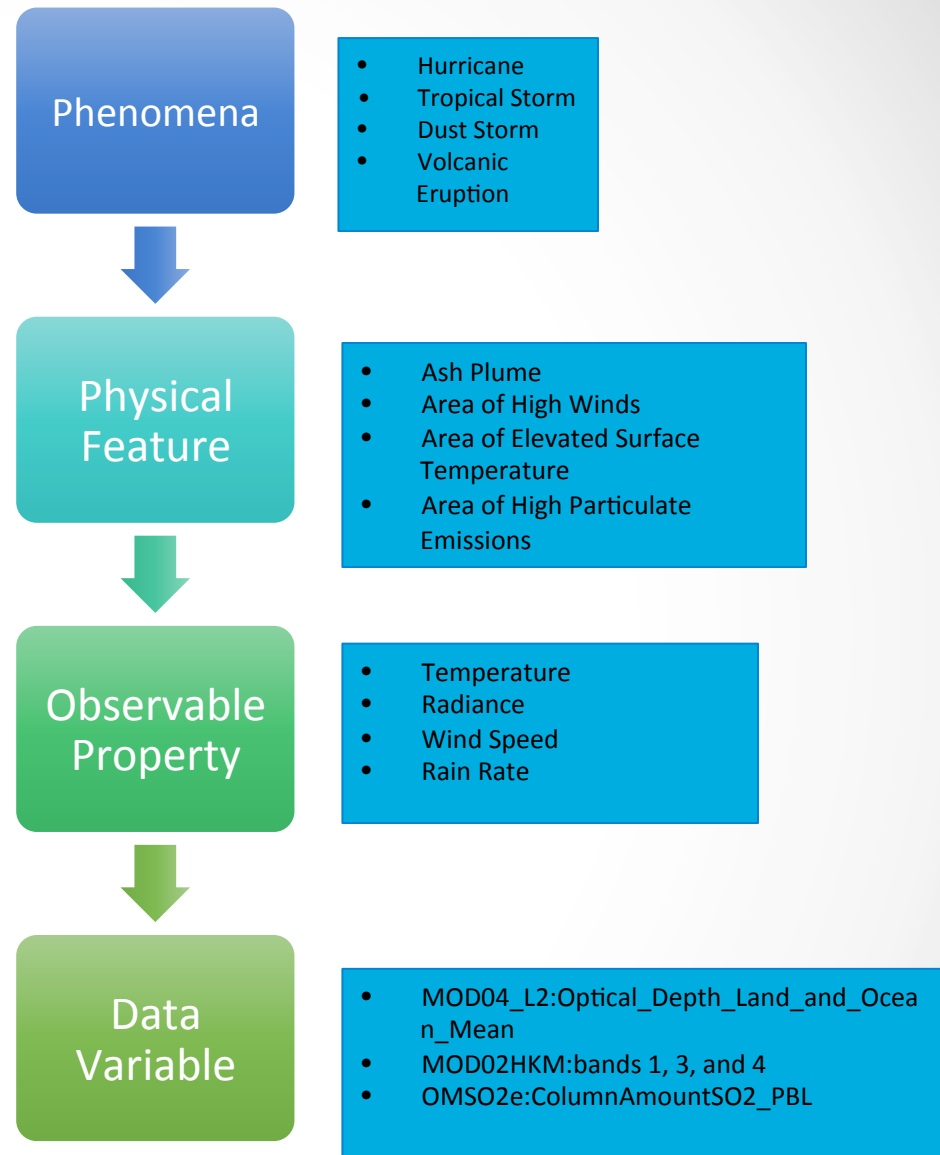 Phenomena
• Hurricane
• Tropical Storm
• Dust Storm
• Volcanic
Eruption
Physical
Feature
• Ash Plume
• Area of High Winds
• Area of Elevated Surface
Temperature
• Area of High Particulate
Emissions
Observable
Property
• Temperature
• Radiance
• Wind Speed
• Rain Rate
Data
Variable
• MOD04_L2:Optical_Depth_Land_and_Ocea
n_Mean
• MOD02HKM:bands 1, 3, and 4
• OMSO2e:ColumnAmountSO2_PBL